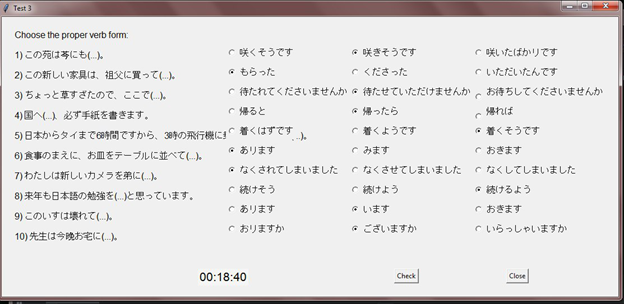 Test 3
Choose the proper verb form:
1) この苑は芩にも(...)。 咲くそうです 咲きそうです 咲いたばかりです
2) この新しい家具は、祖父に買って(...)。 もらった くださった いただいたんです
3) ちょっと草すぎたので、ここで(...)。 待たれてくださいませんか 待たせていただけませんか お待ちしてくださいませんか
4) 国へ(...)、必ず手紙を書きます。 帰ると 帰ったら 帰れば
5) 日本からタイまで6時間ですから、3時の飛行機に 着くはずです ...)。 着くようです 着くそうです
6) 食事のまえに、お皿をテーブルに並べて(...)。 あります みます おきます
7) わたしは新しいカメラを弟に(...)。 なくされてしまいました なくさせてしまいました なくしてしまいました
8) 来年も日本語の勉強を(...)と思っています。 続けそう 続けよう 続けるよう
9) このいすは壊れて(...)。 あります います おきます
10) 先生は今晩お宅に(...)。 おりますか ございますか いらっしゃいますか
00:18:40 Check Close